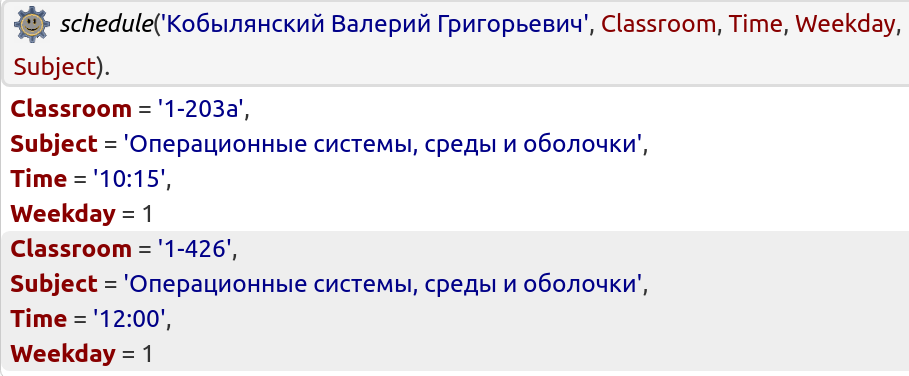 schedule('Кобылянский Валерий Григорьевич', Classroom, Time, Weekday,
Subject).
Classroom = '1-203а',
Subject = 'Операционные системы, среды и оболочки',
Time = '10:15',
Weekday = 1
Classroom = '1-426',
Subject = 'Операционные системы, среды и оболочки',
Time = '12:00',
Weekday = 1